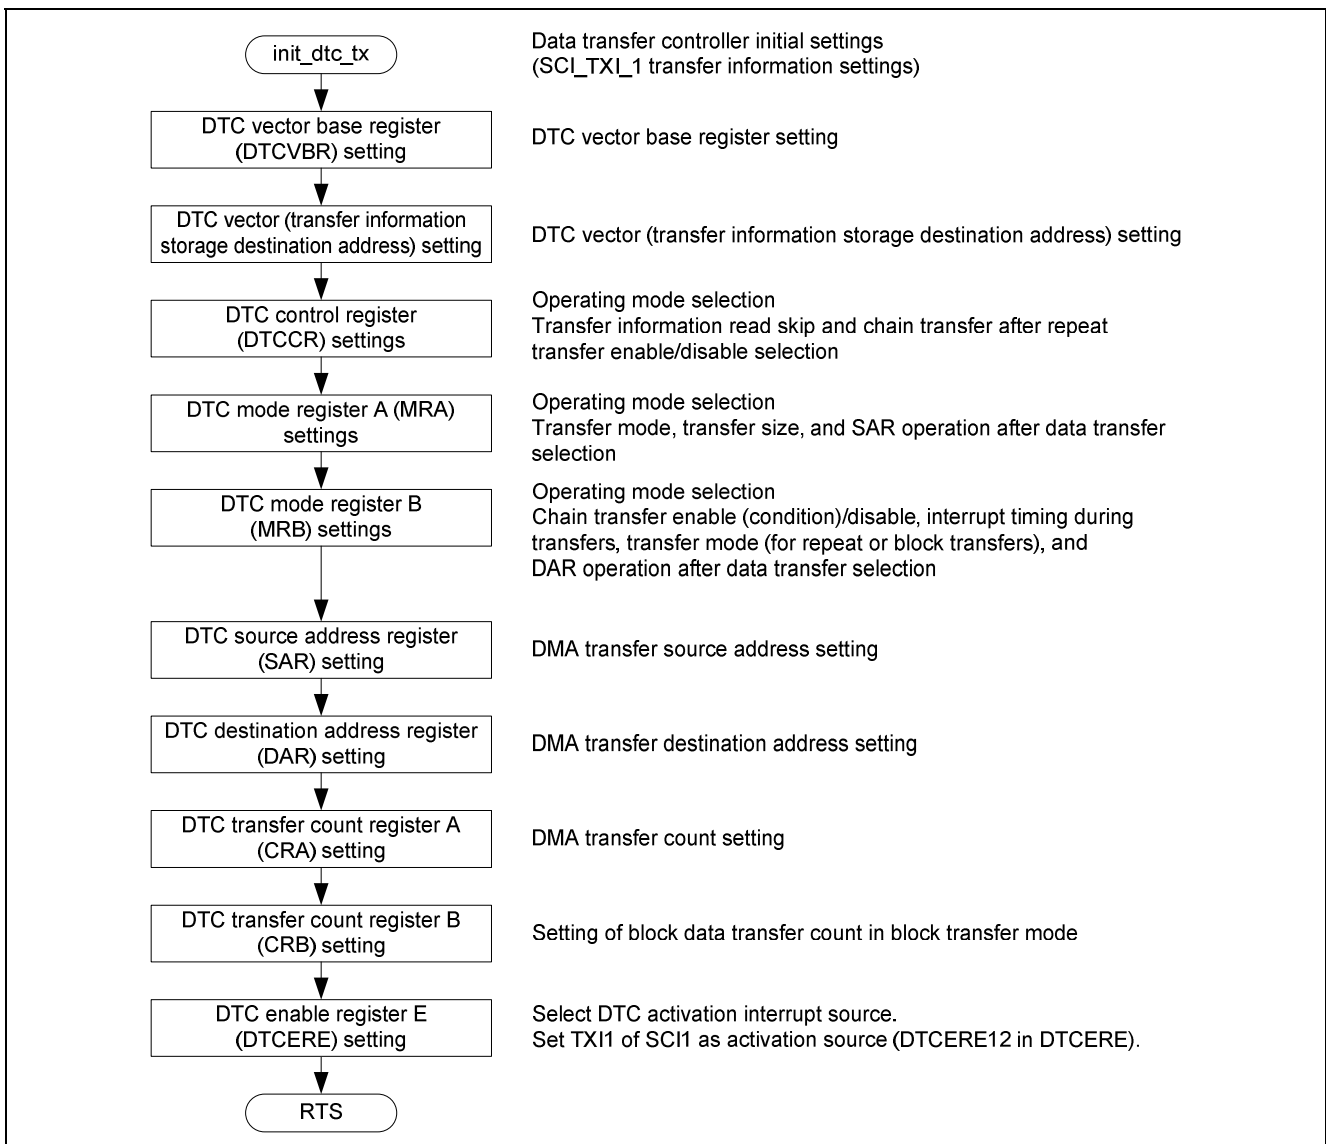 init_dtc_tx
Data transfer controller initial settings
(SCI_TXI_1 transfer information settings)
DTC vector base register
(DTCVBR) setting
DTC vector base register setting
DTC vector (transfer information
storage destination address) setting
DTC vector (transfer information storage destination address) setting
DTC control register
(DTCCR) settings
Operating mode selection
Transfer information read skip and chain transfer after repeat
transfer enable/disable selection
DTC mode register A (MRA)
settings
Operating mode selection
Transfer mode, transfer size, and SAR operation after data transfer
selection
DTC mode register B
(MRB) settings
Operating mode selection
Chain transfer enable (condition)/disable, interrupt timing during
transfers, transfer mode (for repeat or block transfers), and
DAR operation after data transfer selection
DTC source address register
(SAR) setting
DMA transfer source address setting
DTC destination address register
(DAR) setting
DMA transfer destination address setting
DTC transfer count register A
(CRA) setting
DMA transfer count setting
DTC transfer count register B
(CRB) setting
Setting of block data transfer count in block transfer mode
DTC enable register E
(DTCERE) setting
Select DTC activation interrupt source.
Set TXI1 of SCI1 as activation source (DTCERE12 in DTCERE).
RTS